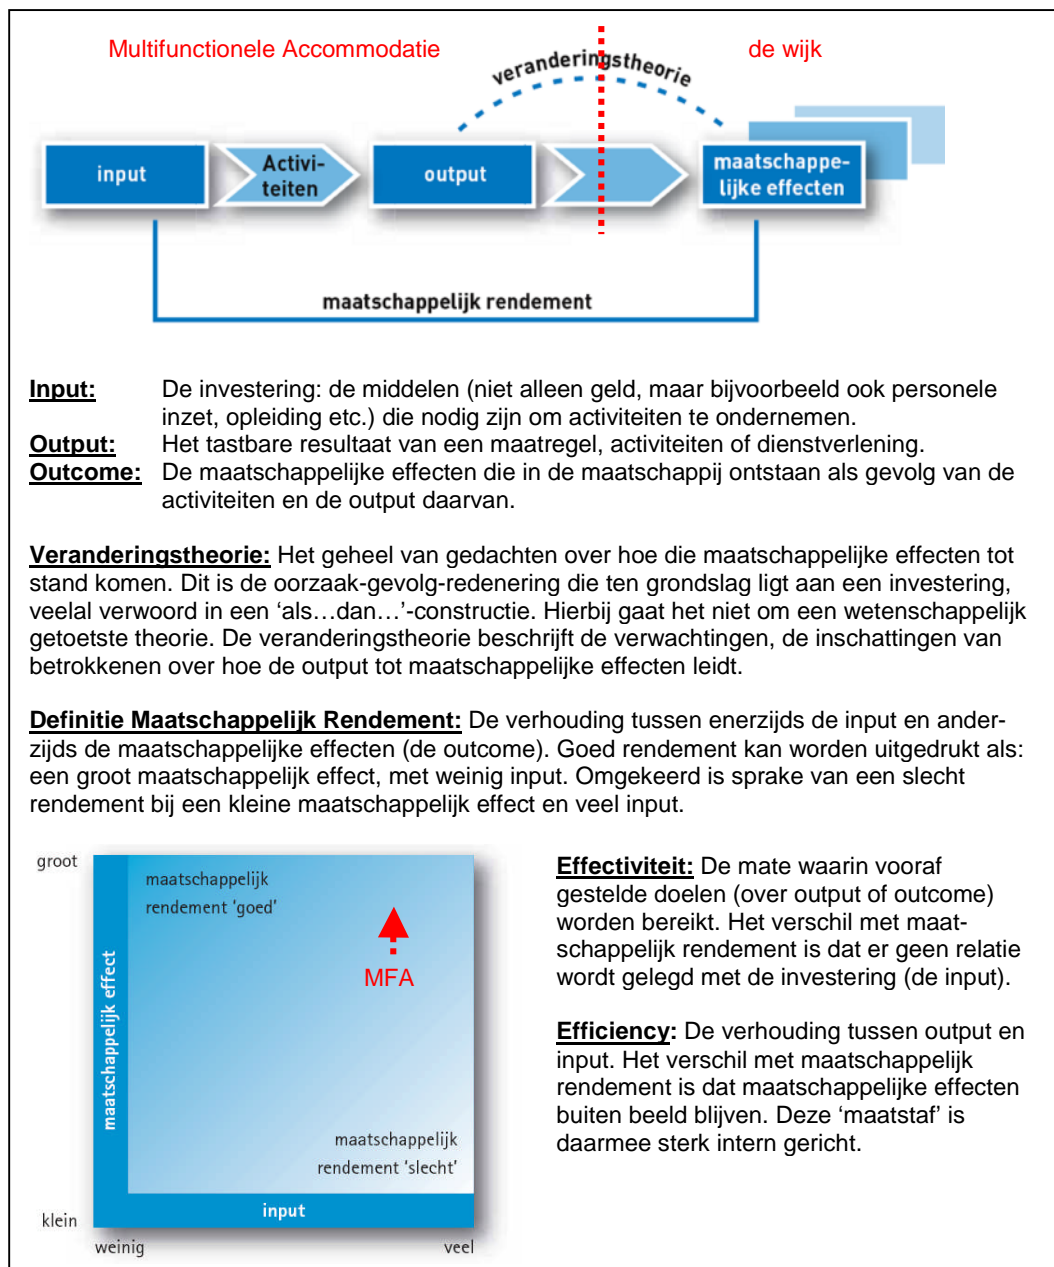 Multifunctionele Accommodatie
de wijk
veranderingstheorie
input
Activi-
teiten
output
maatschappe-
lijke effecten
maatschappelijk rendement
Input: De investering: de middelen (niet alleen geld, maar bijvoorbeeld ook personele
inzet, opleiding etc.) die nodig zijn om activiteiten te ondernemen.
Output: Het tastbare resultaat van een maatregel, activiteiten of dienstverlening.
Outcome: De maatschappelijke effecten die in de maatschappij ontstaan als gevolg van de
activiteiten en de output daarvan.
Veranderingstheorie: Het geheel van gedachten over hoe die maatschappelijke effecten tot
stand komen. Dit is de oorzaak-gevolg-redenering die ten grondslag ligt aan een investering,
veelal verwoord in een ‘als…dan…’-constructie. Hierbij gaat het niet om een wetenschappelijk
getoetste theorie. De veranderingstheorie beschrijft de verwachtingen, de inschattingen van
betrokkenen over hoe de output tot maatschappelijke effecten leidt.
Definitie Maatschappelijk Rendement: De verhouding tussen enerzijds de input en ander-
zijds de maatschappelijke effecten (de outcome). Goed rendement kan worden uitgedrukt als:
een groot maatschappelijk effect, met weinig input. Omgekeerd is sprake van een slecht
rendement bij een kleine maatschappelijk effect en veel input.
groot
maatschappelijk
rendement ‘goed’
MFA
maatschappelijk effect
maatschappelijk
rendement ‘slecht’
input
klein
weinig
veel
Effectiviteit: De mate waarin vooraf
gestelde doelen (over output of outcome)
worden bereikt. Het verschil met maat-
schappelijk rendement is dat er geen relatie
wordt gelegd met de investering (de input).
Efficiency: De verhouding tussen output en
input. Het verschil met maatschappelijk
rendement is dat maatschappelijke effecten
buiten beeld blijven. Deze ‘maatstaf’ is
daarmee sterk intern gericht.